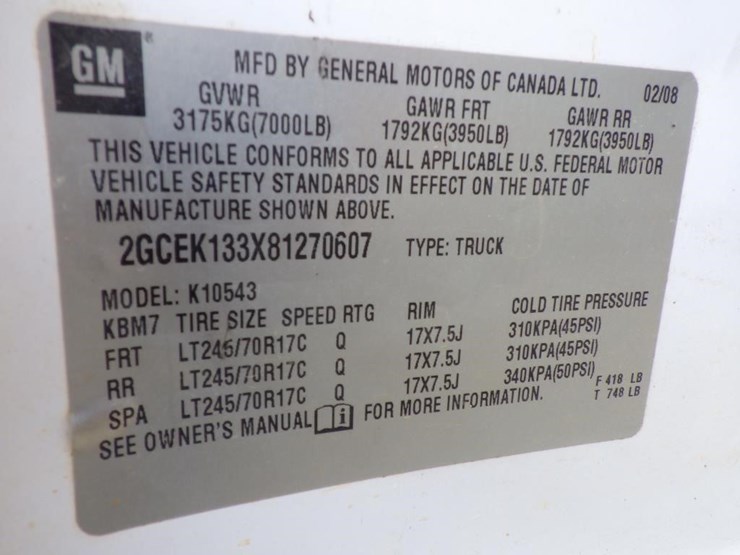 GM
MFD BY GENERAL MOTORS OF CANADA LTD. 02/08
GVWR GAWR FRT GAWR RR
3175KG(7000LB) 1792KG(3950LB) 1792KG(3950LB)
THIS VEHICLE CONFORMS TO ALL APPLICABLE U.S. FEDERAL MOTOR
VEHICLE SAFETY STANDARDS IN EFFECT ON THE DATE OF
MANUFACTURE SHOWN ABOVE.
2GCEK133X81270607 TYPE: TRUCK
MODEL: K10543
KBM7 TIRE SIZE SPEED RTG RIM COLD TIRE PRESSURE
FRT LT245/70R17C Q 17X7.5J 310KPA(45PSI)
RR LT245/70R17C Q 17X7.5J 310KPA(45PSI)
SPA LT245/70R17C Q 17X7.5J 340KPA(50PSI) F 418 LB
T 748 LB
SEE OWNER'S MANUAL i FOR MORE INFORMATION.